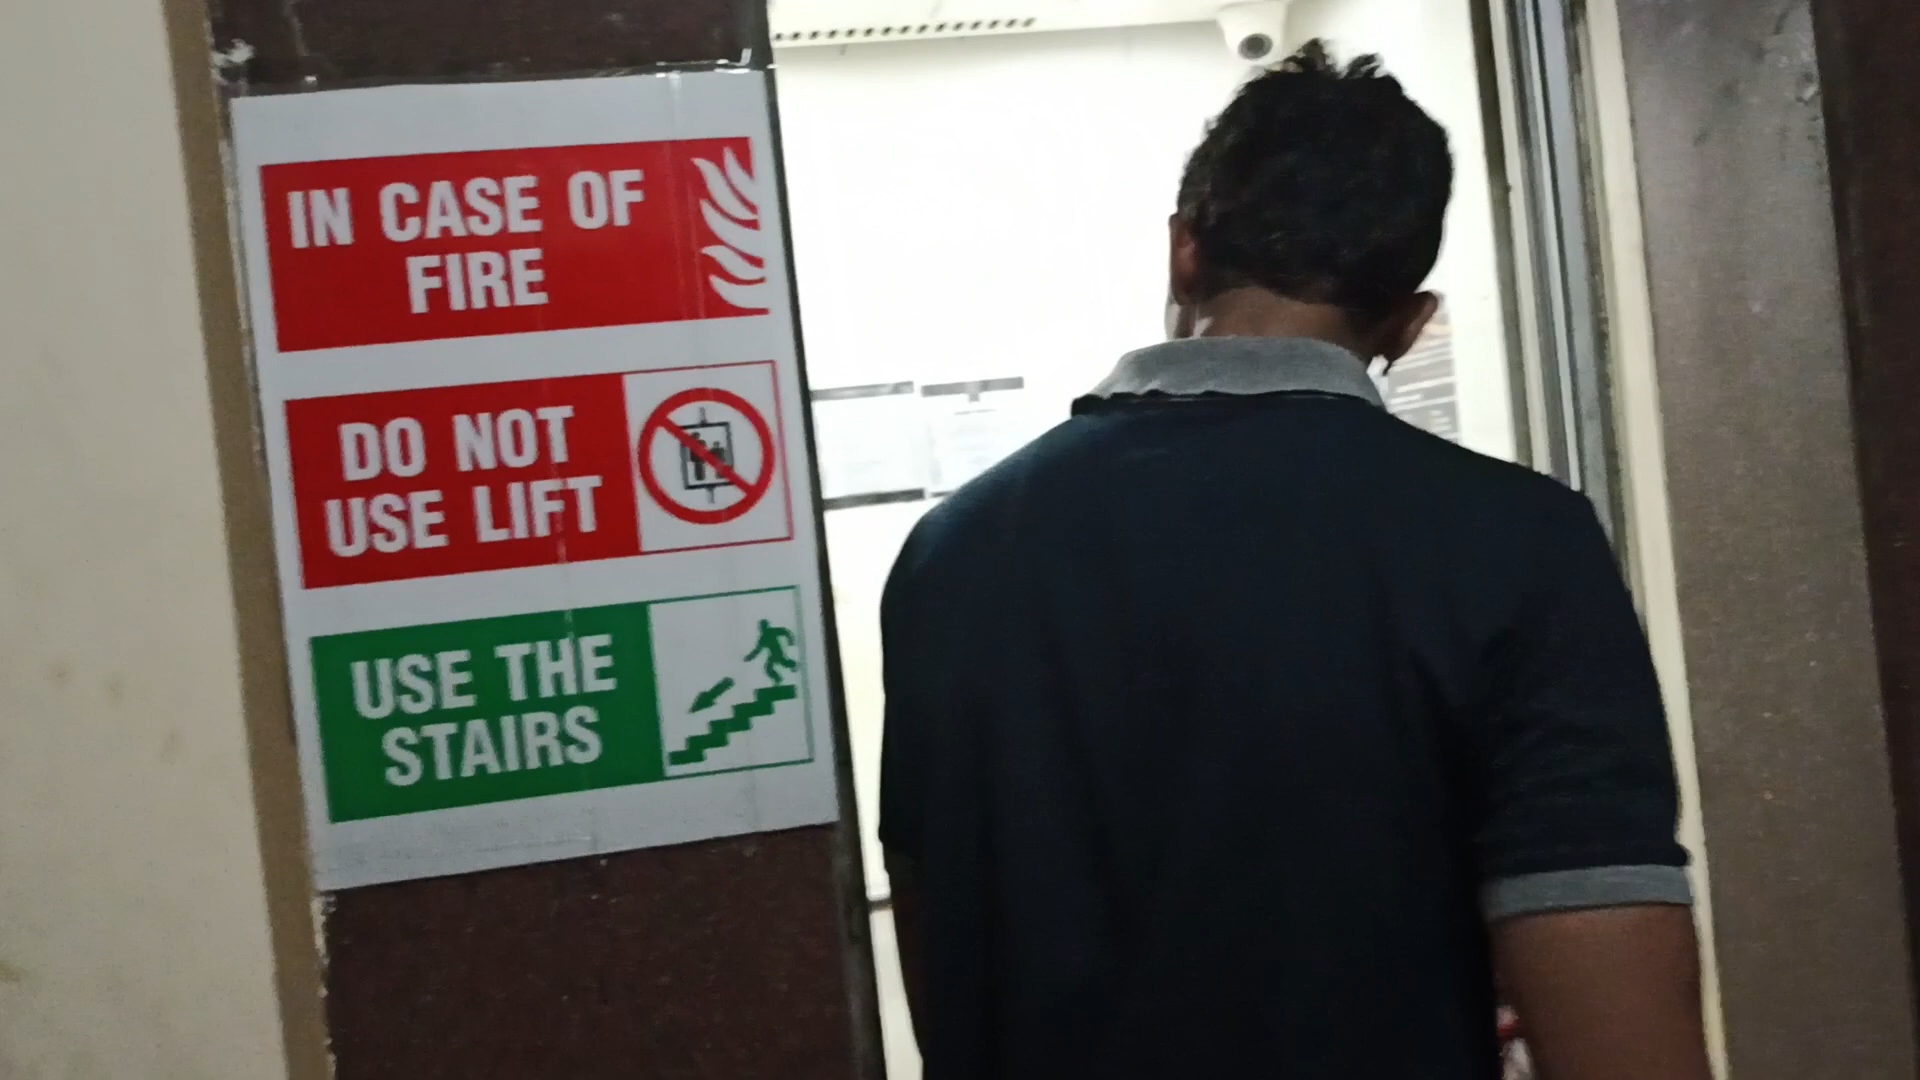 IN CASE OF
FIRE
DO NOT
USE LIFT
USE THE
STAIRS